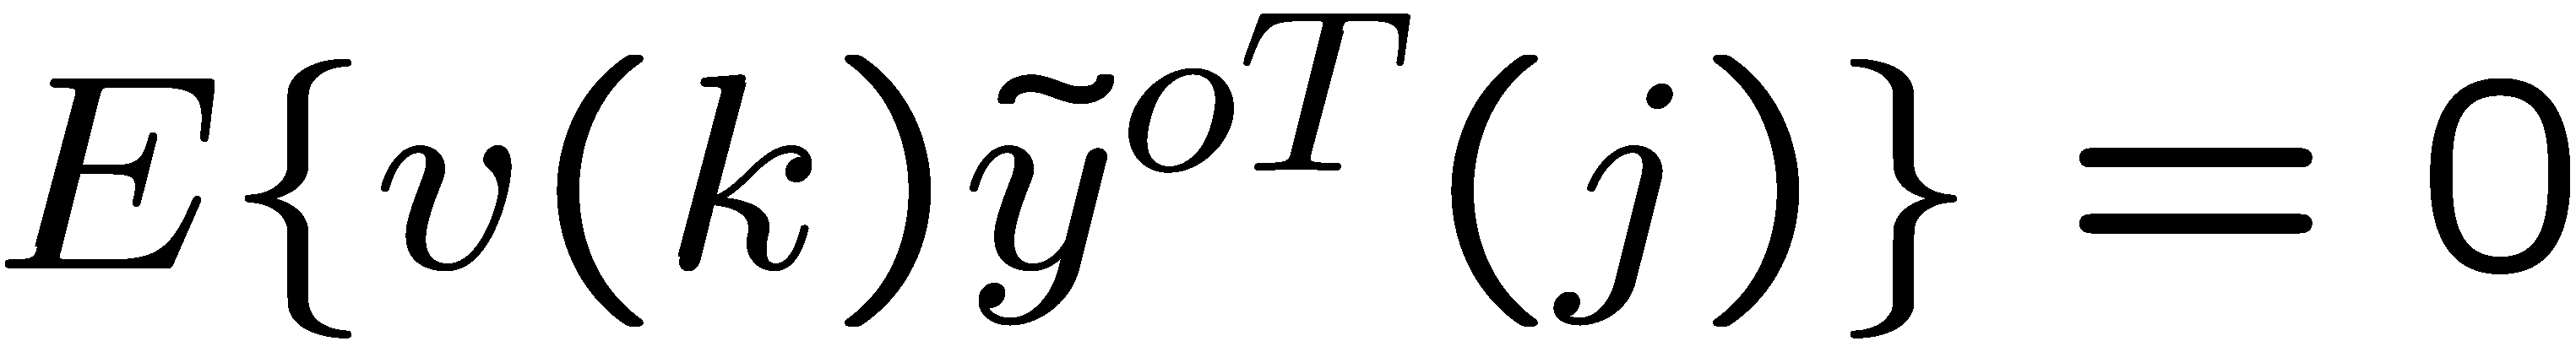 E{v(k)ỹ^{oT}(j)} = 0